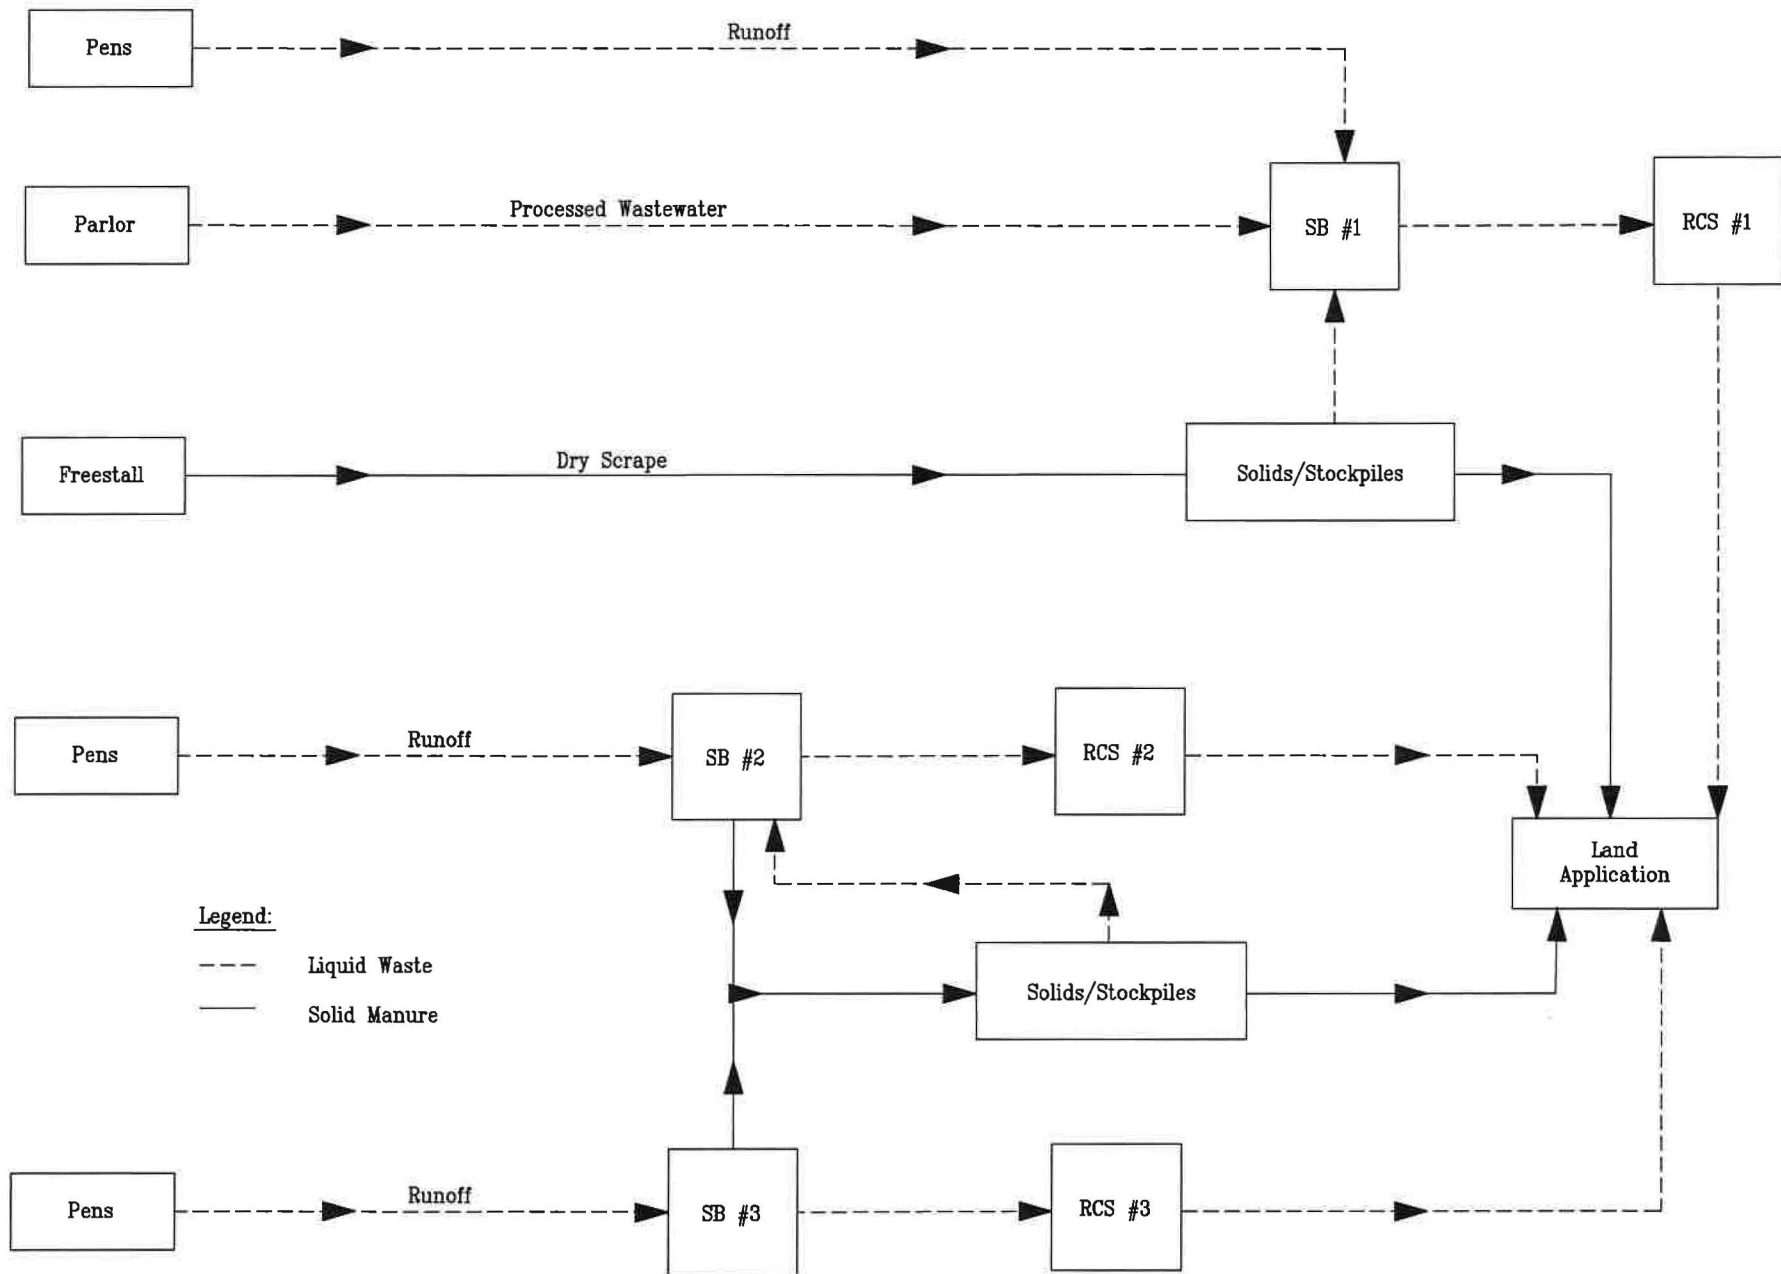 Pens
Runoff
Parlor
Processed Wastewater
SB #1
RCS #1
Freestall
Dry Scrape
Solids/Stockpiles
Pens
Runoff
SB #2
RCS #2
Land
Application
Legend:
Liquid Waste
Solid Manure
Solids/Stockpiles
Pens
Runoff
SB #3
RCS #3